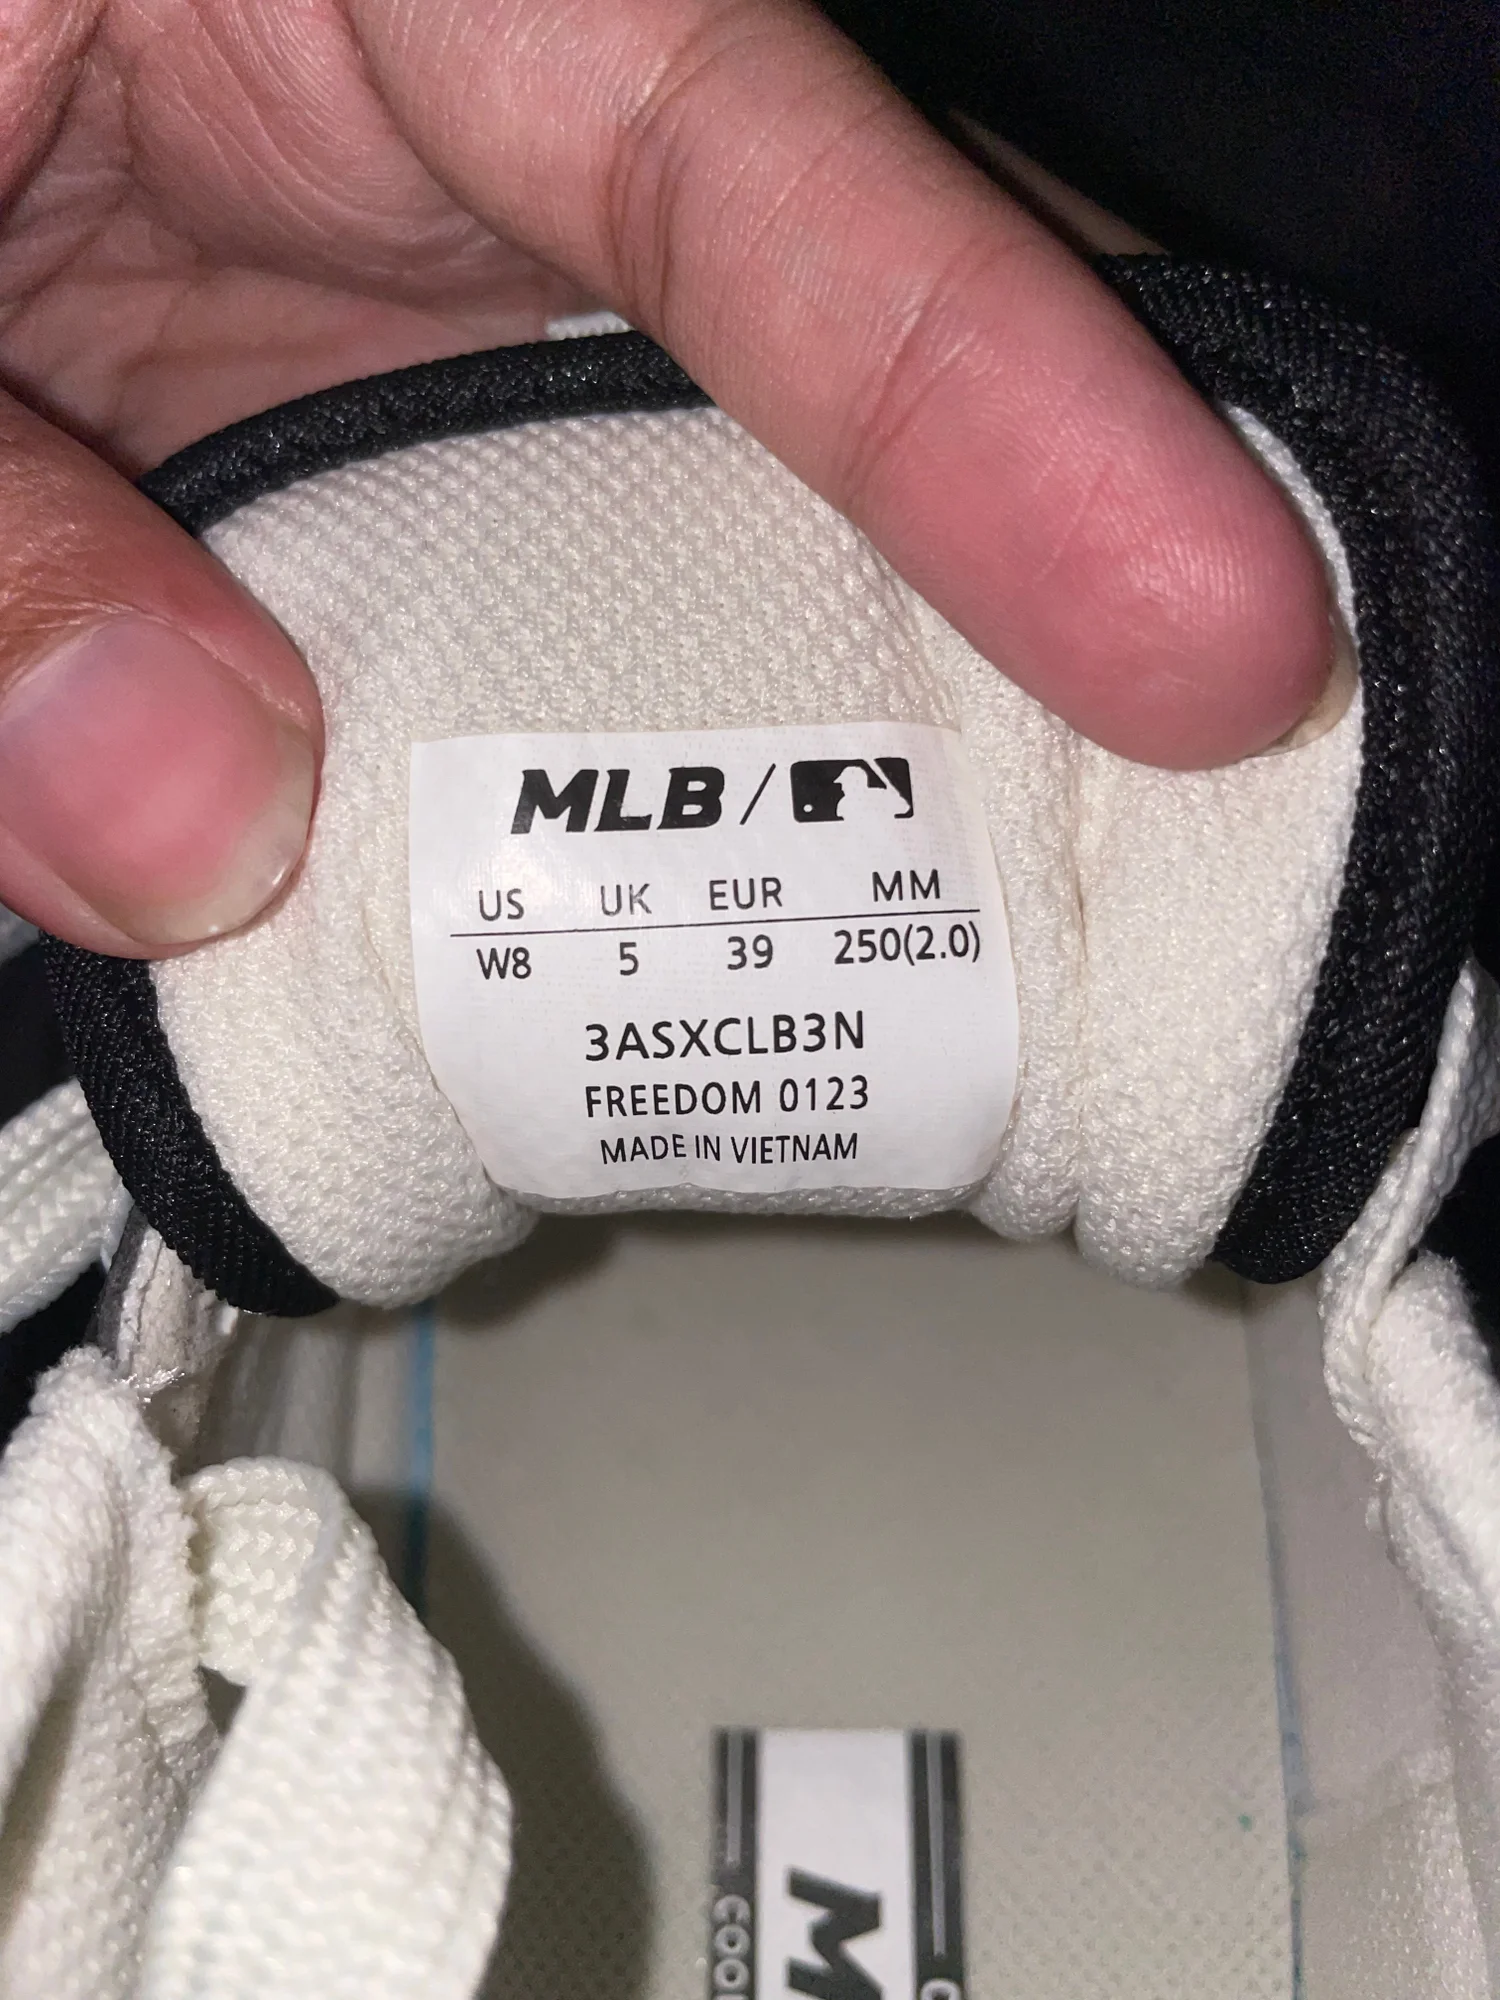 MLB /
US UK EUR MM
W8 5 39 250(2.0)
3ASXCLB3N
FREEDOM 0123
MADE IN VIETNAM